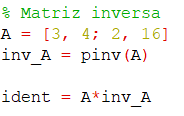 % Matriz inversa
A = [3, 4; 2, 16]
inv_A = pinv(A)
ident = A*inv_A